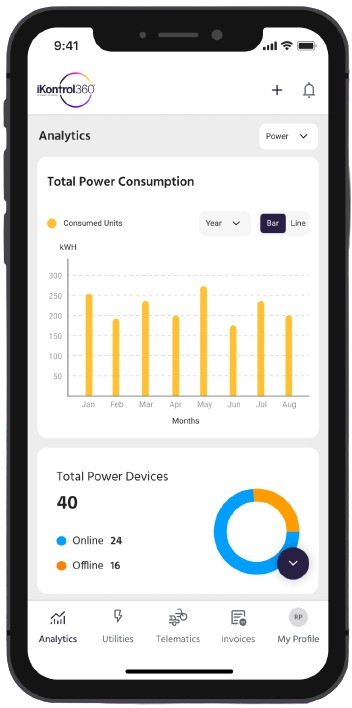 9:41
iKontrol360°
Analytics
Power
Total Power Consumption
Consumed Units
Year
Bar
Line
kWH
300
250
200
150
100
50
Jan Feb Mar Apr May Jun Jul Aug
Months
Total Power Devices
40
Online 24
Offline 16
RP
Analytics Utilities Telematics Invoices My Profile